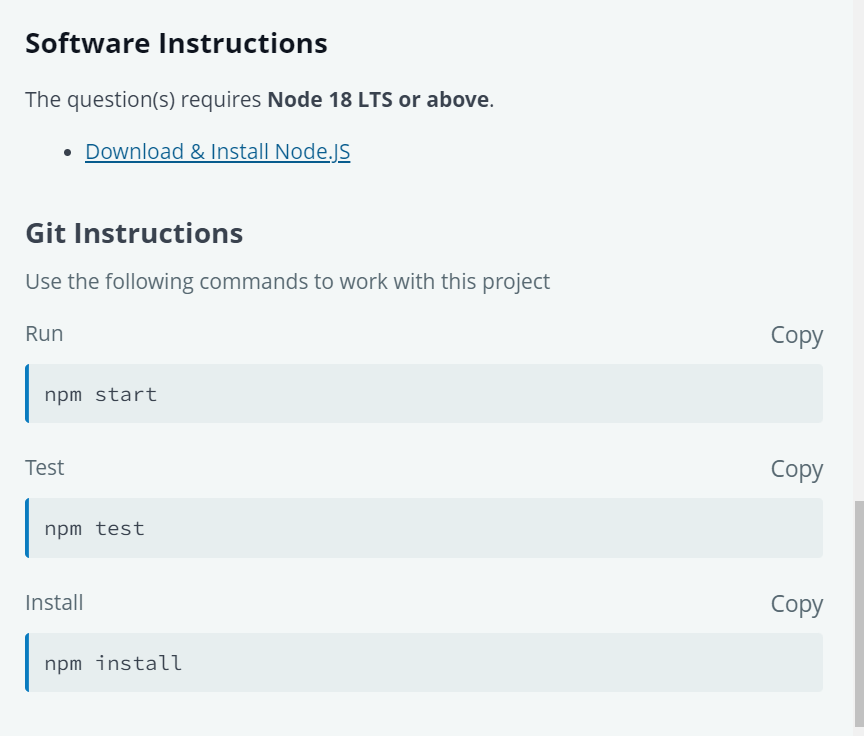 Software Instructions
The question(s) requires Node 18 LTS or above.
Download & Install Node.JS
Git Instructions
Use the following commands to work with this project
Run
Copy
npm start
Test
Copy
npm test
Install
Copy
npm install